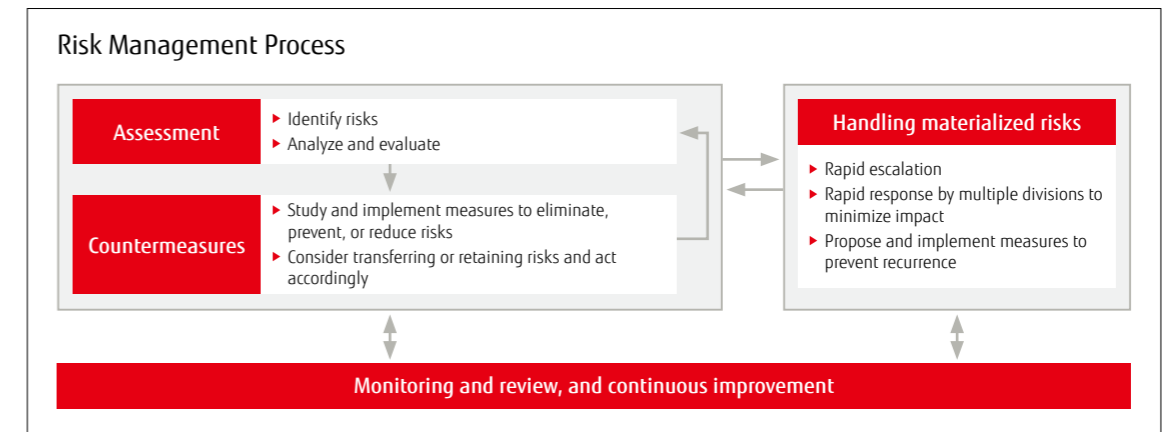 Risk Management Process
Assessment
▶ Identify risks
▶ Analyze and evaluate
Countermeasures
▶ Study and implement measures to eliminate,
prevent, or reduce risks
▶ Consider transferring or retaining risks and act
accordingly
Handling materialized risks
▶ Rapid escalation
▶ Rapid response by multiple divisions to
minimize impact
▶ Propose and implement measures to
prevent recurrence
Monitoring and review, and continuous improvement